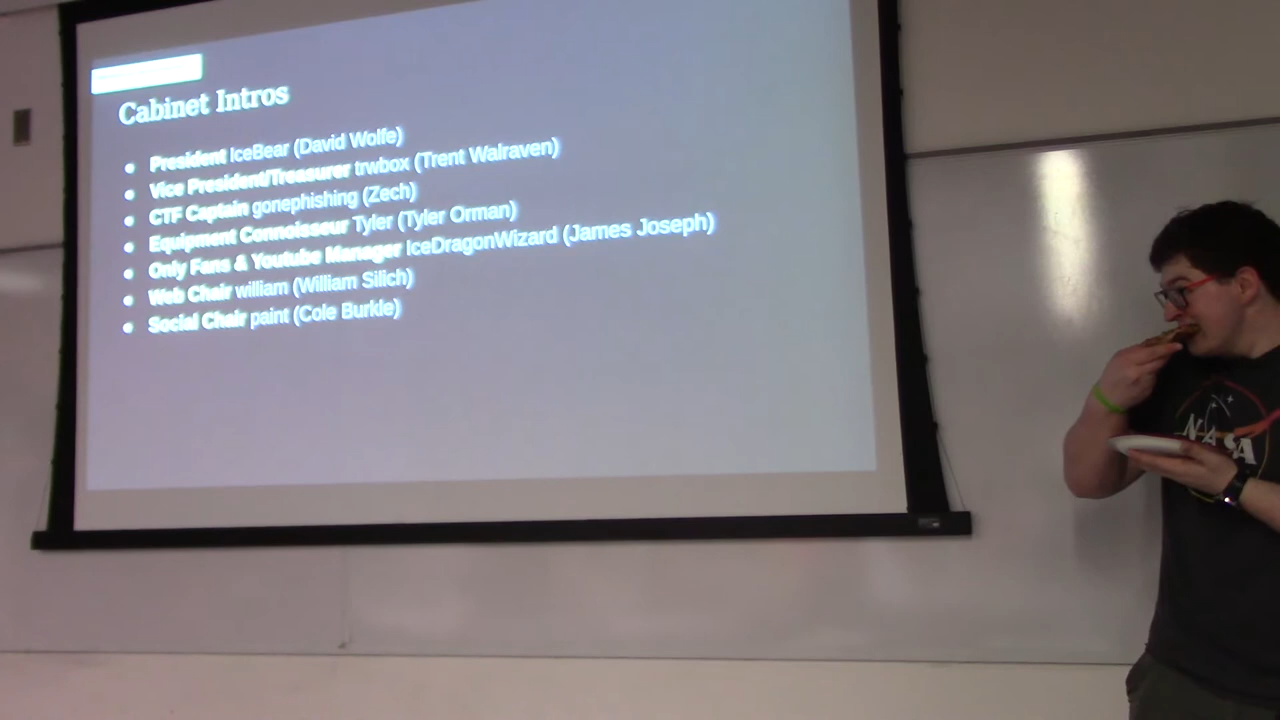 Cabinet Intros
President IceBear (David Wolfe)
Vice President/Treasurer trwbox (Trent Walraven)
CTF Captain gonephishing (Zech)
Equipment Connoisseur Tyler (Tyler Orman)
Only Fans & Youtube Manager IceDragonWizard (James Joseph)
Web Chair william (William Silich)
Social Chair paint (Cole Burkle)
NASA